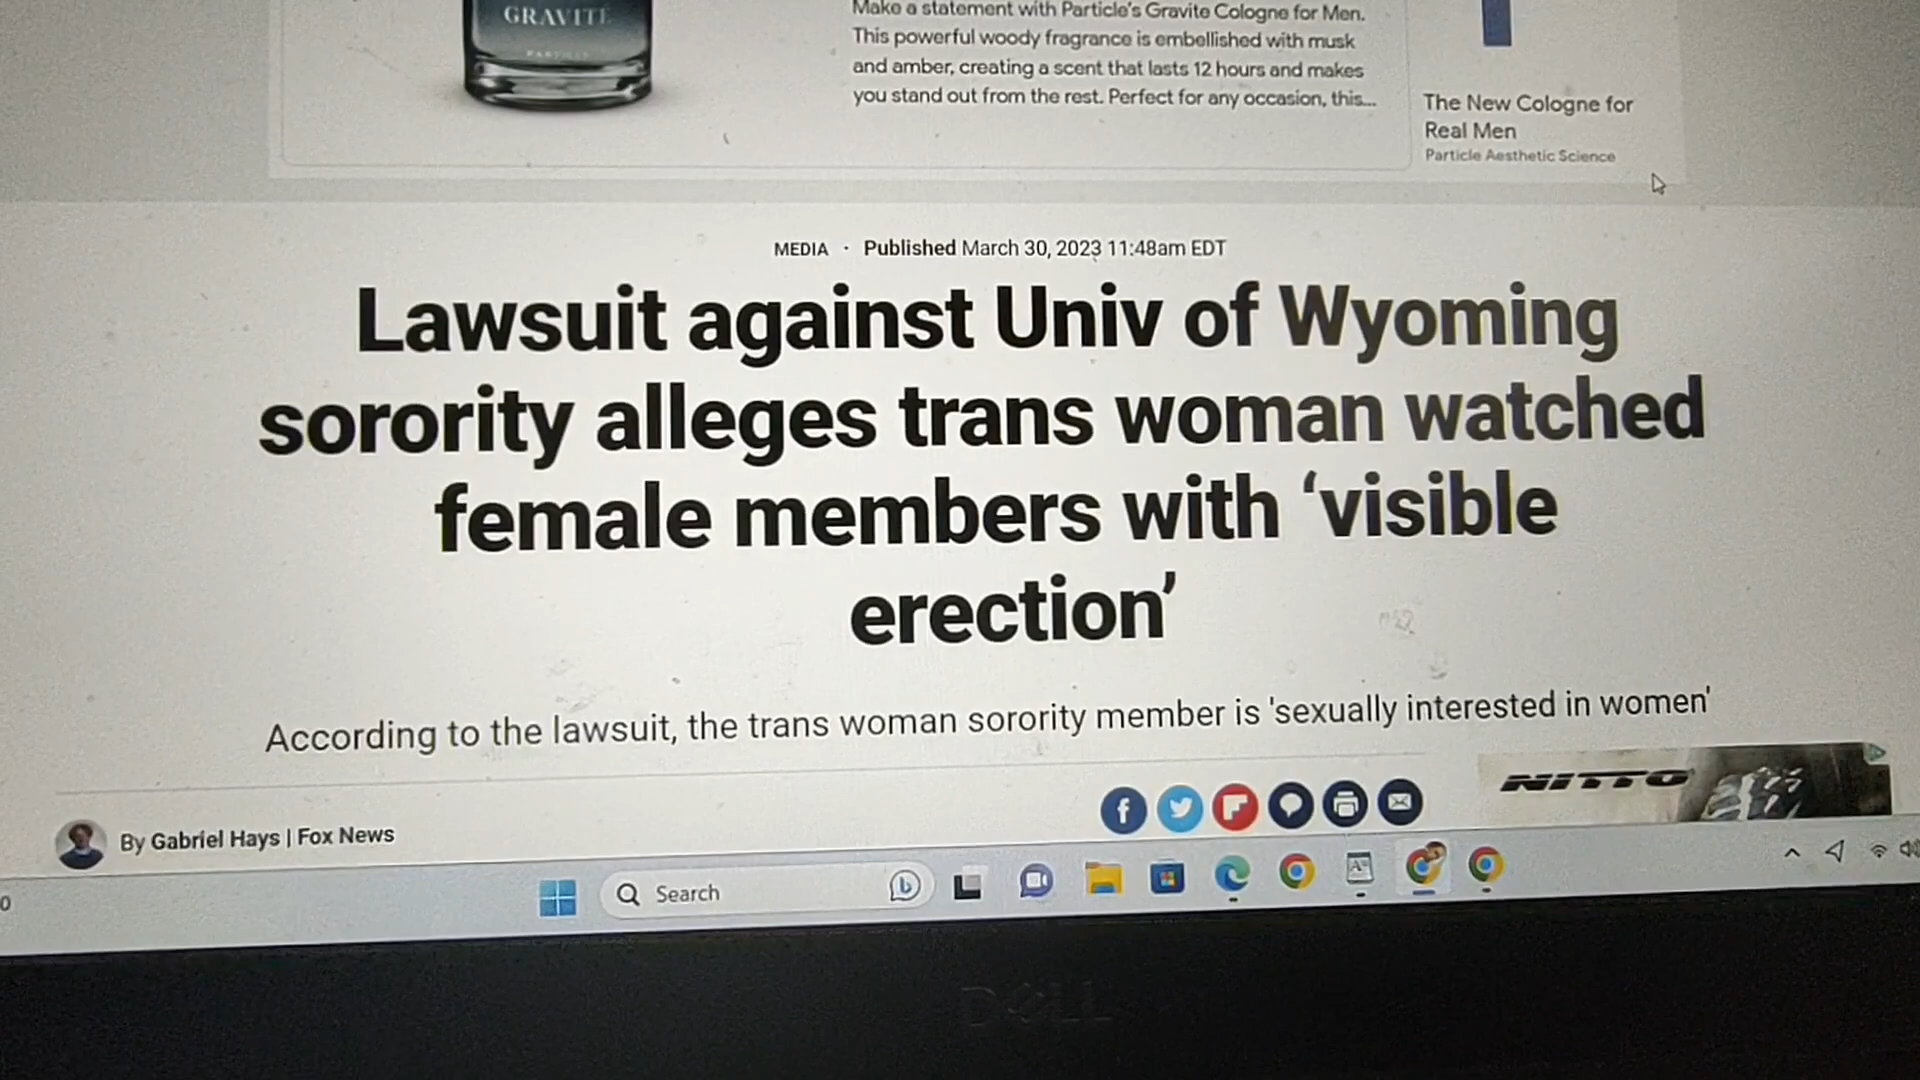 GRAVITÉ
Make a statement with Particle's Gravite Cologne for Men.
This powerful woody fragrance is embellished with musk
and amber, creating a scent that lasts 12 hours and makes
you stand out from the rest. Perfect for any occasion, this...
The New Cologne for
Real Men
Particle Aesthetic Science
MEDIA · Published March 30, 2023 11:48am EDT
Lawsuit against Univ of Wyoming
sorority alleges trans woman watched
female members with ‘visible
erection’
According to the lawsuit, the trans woman sorority member is 'sexually interested in women'
NITTO
By Gabriel Hays | Fox News
Search
DELL